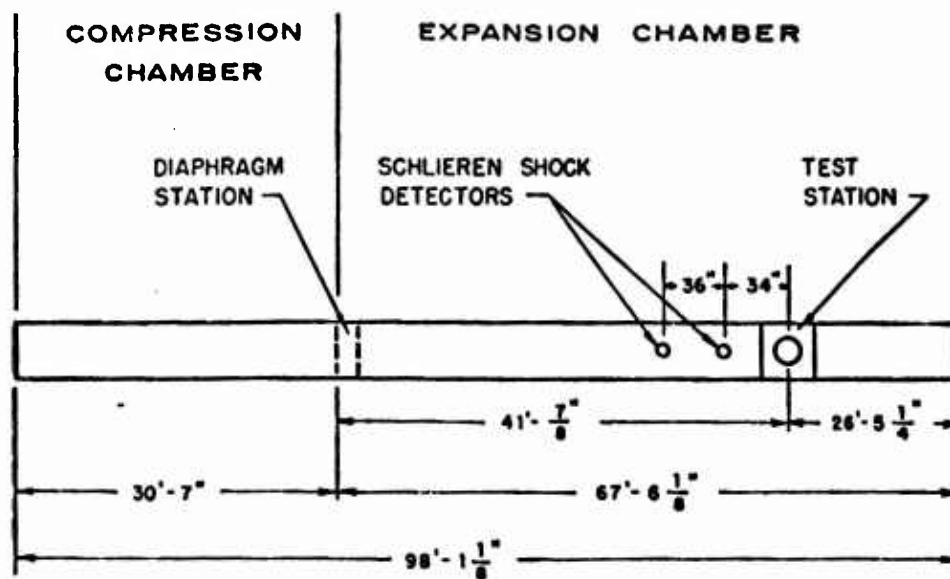 COMPRESSION
CHAMBER
EXPANSION CHAMBER
DIAPHRAGM
STATION
SCHLIEREN SHOCK
DETECTORS
TEST
STATION
36"
34"
41'- 7/8"
26'-5 1/4"
30'-7"
67'-6 1/8"
98'-1 1/8"